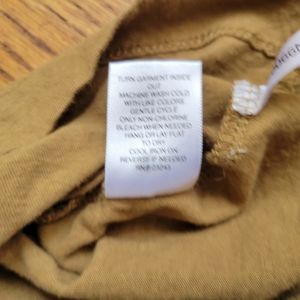 TURN GARMENT INSIDE
OUT
MACHINE WASH COLD
WITH LIKE COLORS
GENTLE CYCLE
ONLY NON-CHLORINE
BLEACH WHEN NEEDED
HANG OR LAY FLAT
TO DRY
COOL IRON ON
REVERSE IF NEEDED